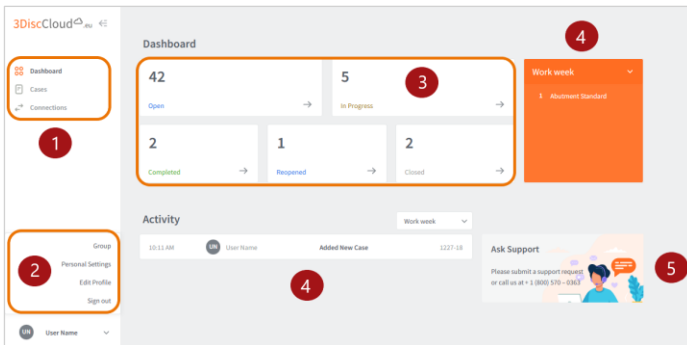 3DiscCloud .eu
Dashboard
Cases
Connections
1
Group
Personal Settings
Edit Profile
Sign out
2
UN User Name
Dashboard
42
Open
5
In Progress
3
2
Completed
1
Reopened
2
Closed
4
Work week
1 Abutment Standard
Activity
Work week
10:11 AM UN User Name Added New Case 1227-18
4
Ask Support
Please submit a support request
or call us at + 1 (800) 570 – 0363
5